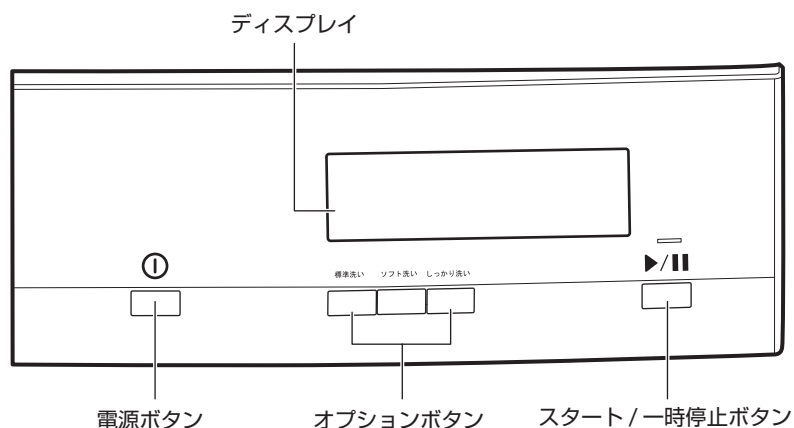 ディスプレイ
標準洗い ソフト洗い しっかり洗い
電源ボタン オプションボタン スタート / 一時停止ボタン